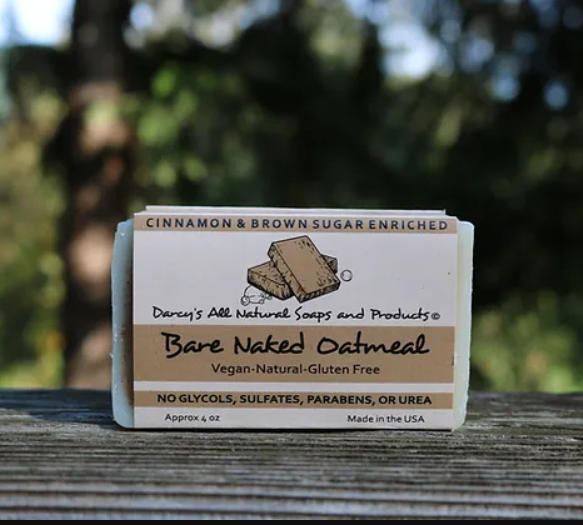 CINNAMON & BROWN SUGAR ENRICHED
Darcy's All Natural Soaps and Products©
Bare Naked Oatmeal
Vegan-Natural-Gluten Free
NO GLYCOLS, SULFATES, PARABENS, OR UREA
Approx 4 oz Made in the USA